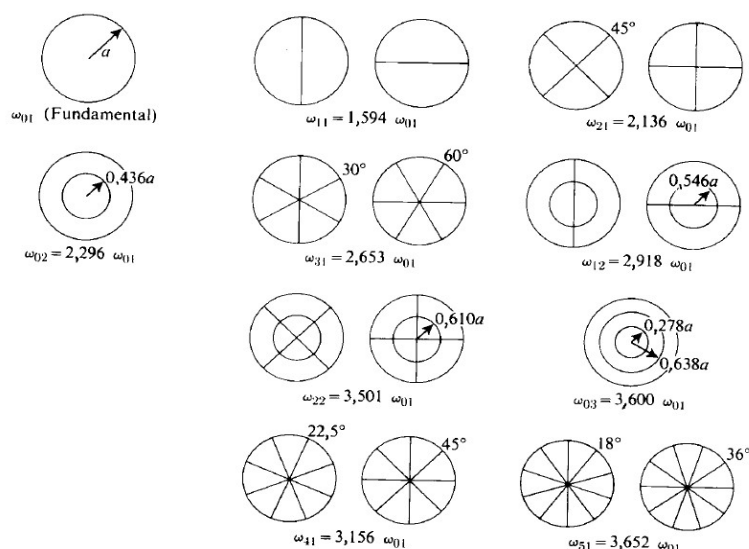 a
45°
ω01 (Fundamental)
ω11 = 1,594 ω01
ω21 = 2,136 ω01
0,436a
30°
60°
0,546a
ω02 = 2,296 ω01
ω31 = 2,653 ω01
ω12 = 2,918 ω01
0,610a
0,278a
0,638a
ω22 = 3,501 ω01
ω03 = 3,600 ω01
22,5°
45°
18°
36°
ω41 = 3,156 ω01
ω51 = 3,652 ω01